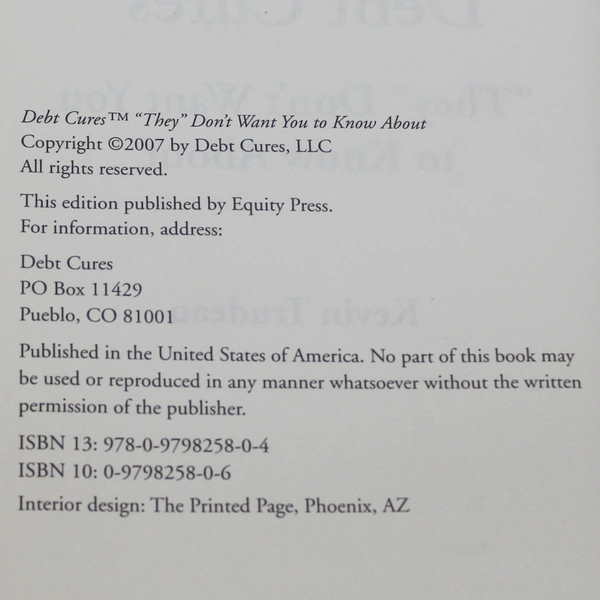 Debt Cures™ “They” Don’t Want You to Know About
Copyright ©2007 by Debt Cures, LLC
All rights reserved.
This edition published by Equity Press.
For information, address:
Debt Cures
PO Box 11429
Pueblo, CO 81001
Published in the United States of America. No part of this book may
be used or reproduced in any manner whatsoever without the written
permission of the publisher.
ISBN 13: 978-0-9798258-0-4
ISBN 10: 0-9798258-0-6
Interior design: The Printed Page, Phoenix, AZ